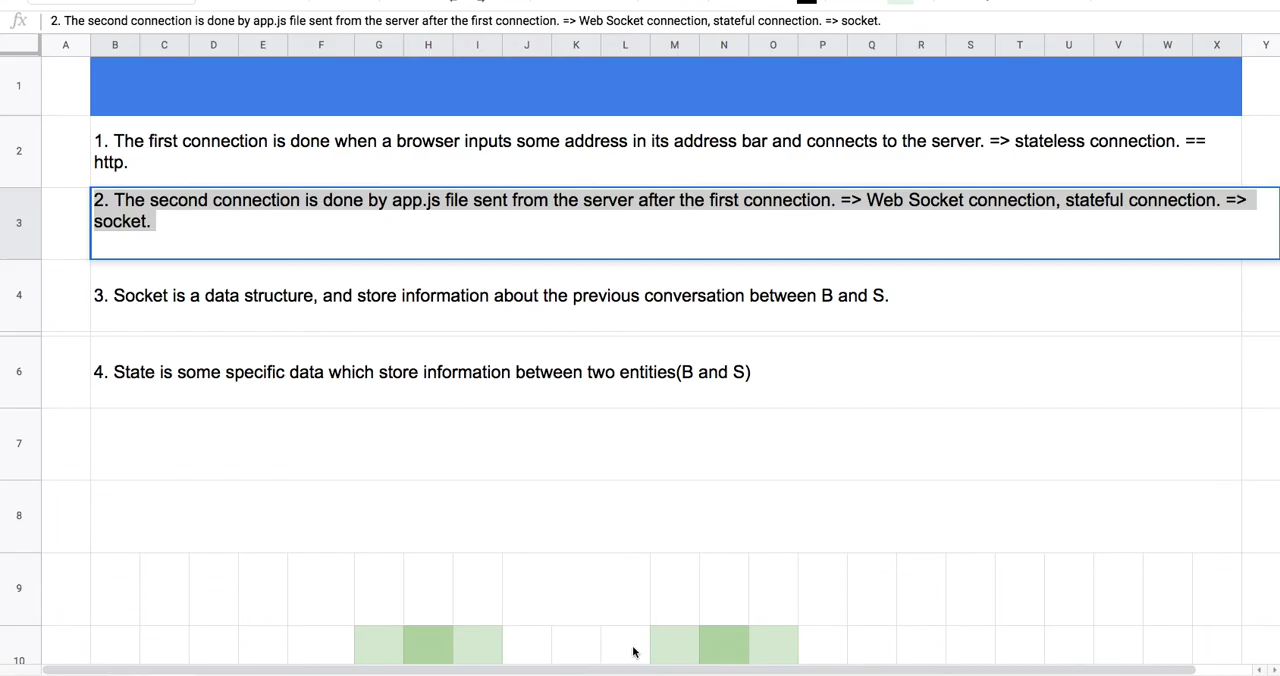 fx 2. The second connection is done by app.js file sent from the server after the first connection. => Web Socket connection, stateful connection. => socket.
A B C D E F G H I J K L M N O P Q R S T U V W X Y
1
2 1. The first connection is done when a browser inputs some address in its address bar and connects to the server. => stateless connection. ==
http.
3 2. The second connection is done by app.js file sent from the server after the first connection. => Web Socket connection, stateful connection. =>
socket.
4 3. Socket is a data structure, and store information about the previous conversation between B and S.
6 4. State is some specific data which store information between two entities(B and S)
7
8
9
10